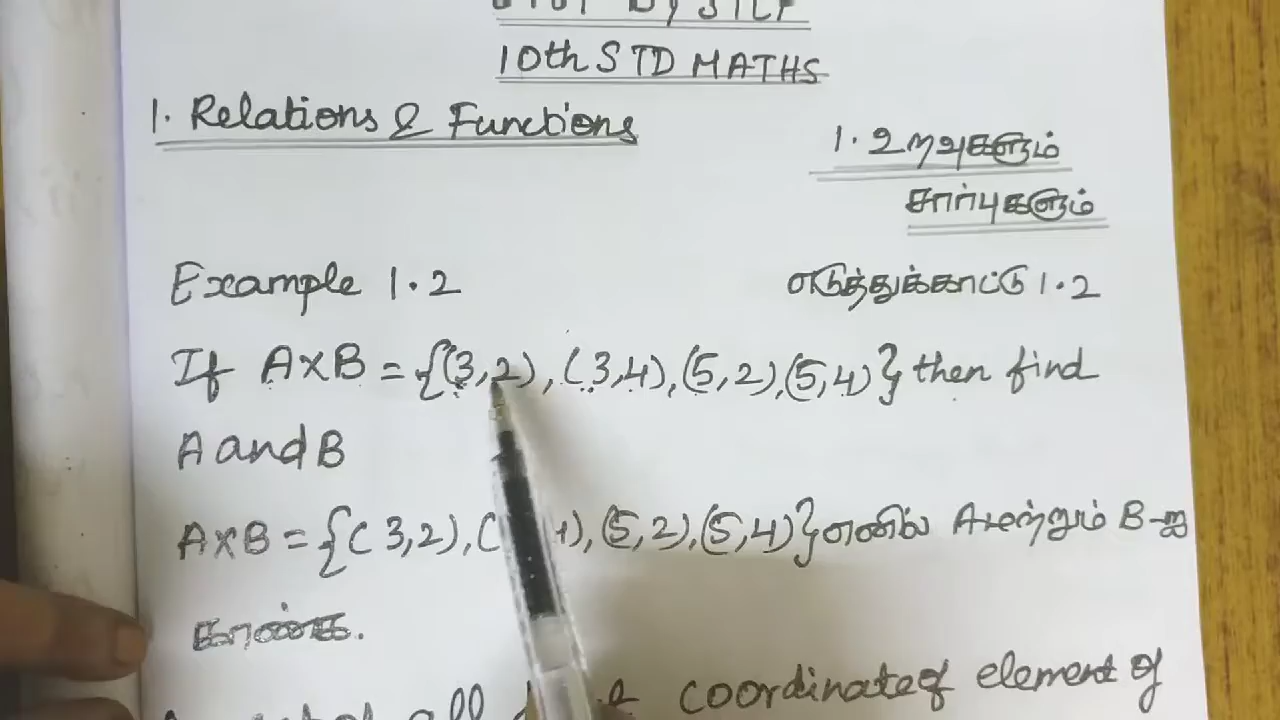 10th STD MATHS
1. Relations & Functions
1. உறவுகளும்
சார்புகளும்
Example 1.2
எடுத்துக்காட்டு 1.2
If A×B = {(3,2), (3,4), (5,2), (5,4)} then find
A and B
A×B = {(3,2), ( ), (5,2), (5,4)} எனில் A மற்றும் B-ஐ
காண்க.
all coordinate of element of